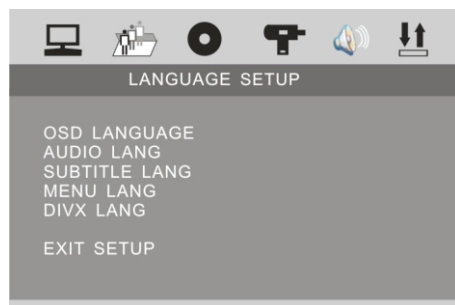 LANGUAGE SETUP
OSD LANGUAGE
AUDIO LANG
SUBTITLE LANG
MENU LANG
DIVX LANG
EXIT SETUP